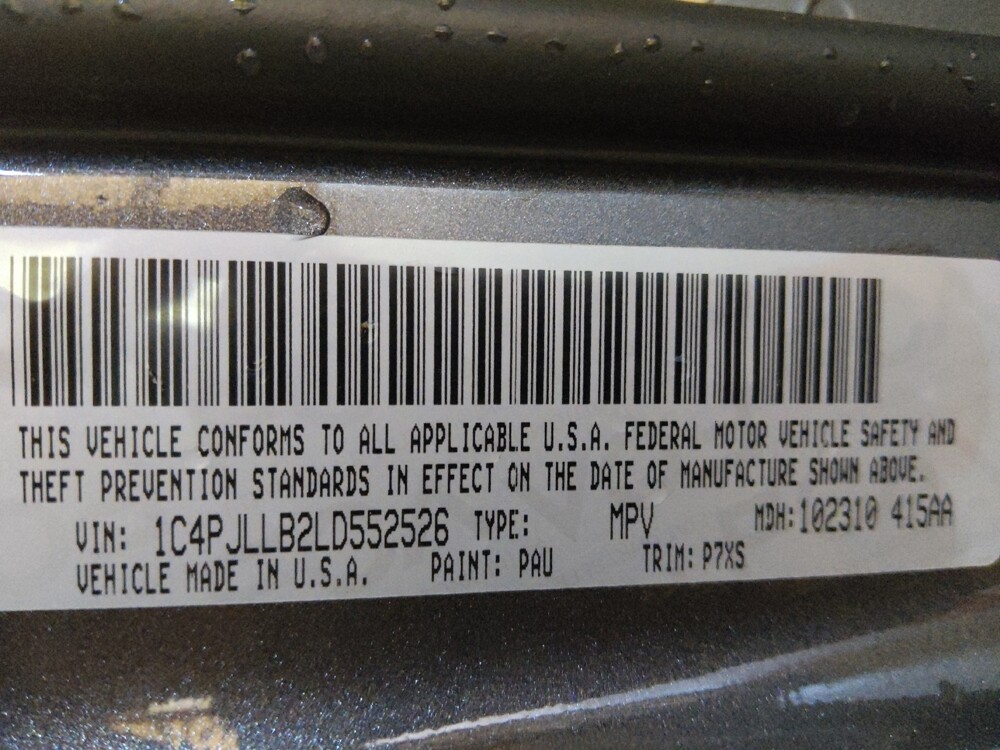 THIS VEHICLE CONFORMS TO ALL APPLICABLE U.S.A. FEDERAL MOTOR VEHICLE SAFETY AND
THEFT PREVENTION STANDARDS IN EFFECT ON THE DATE OF MANUFACTURE SHOWN ABOVE.
VIN: 1C4PJLLB2LD552526 TYPE: MPV MDH:102310 415AA
VEHICLE MADE IN U.S.A. PAINT: PAU TRIM: P7XS